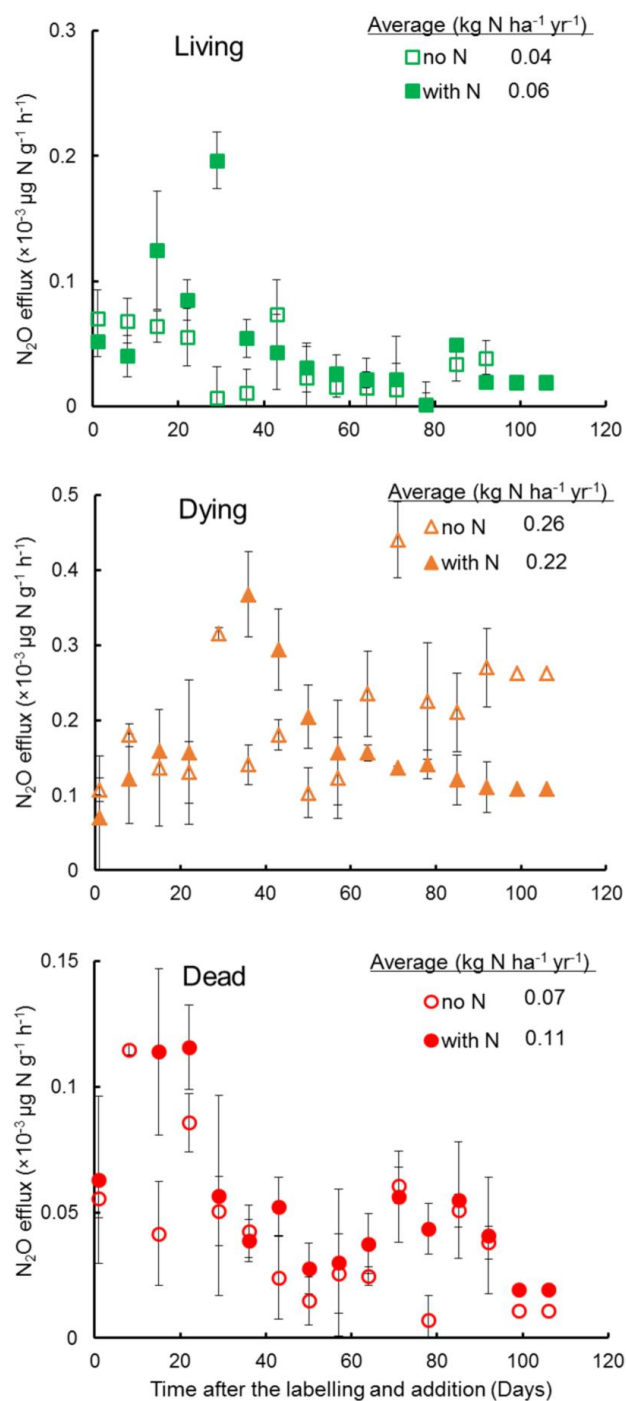 Living
Average (kg N ha⁻¹ yr⁻¹)
no N 0.04
with N 0.06
N₂O efflux (×10⁻³ µg N g⁻¹ h⁻¹)
0.3
0.2
0.1
0
0 20 40 60 80 100 120
Dying
Average (kg N ha⁻¹ yr⁻¹)
no N 0.26
with N 0.22
N₂O efflux (×10⁻³ µg N g⁻¹ h⁻¹)
0.5
0.4
0.3
0.2
0.1
0
0 20 40 60 80 100 120
Dead
Average (kg N ha⁻¹ yr⁻¹)
no N 0.07
with N 0.11
N₂O efflux (×10⁻³ µg N g⁻¹ h⁻¹)
0.15
0.1
0.05
0
0 20 40 60 80 100 120
Time after the labelling and addition (Days)